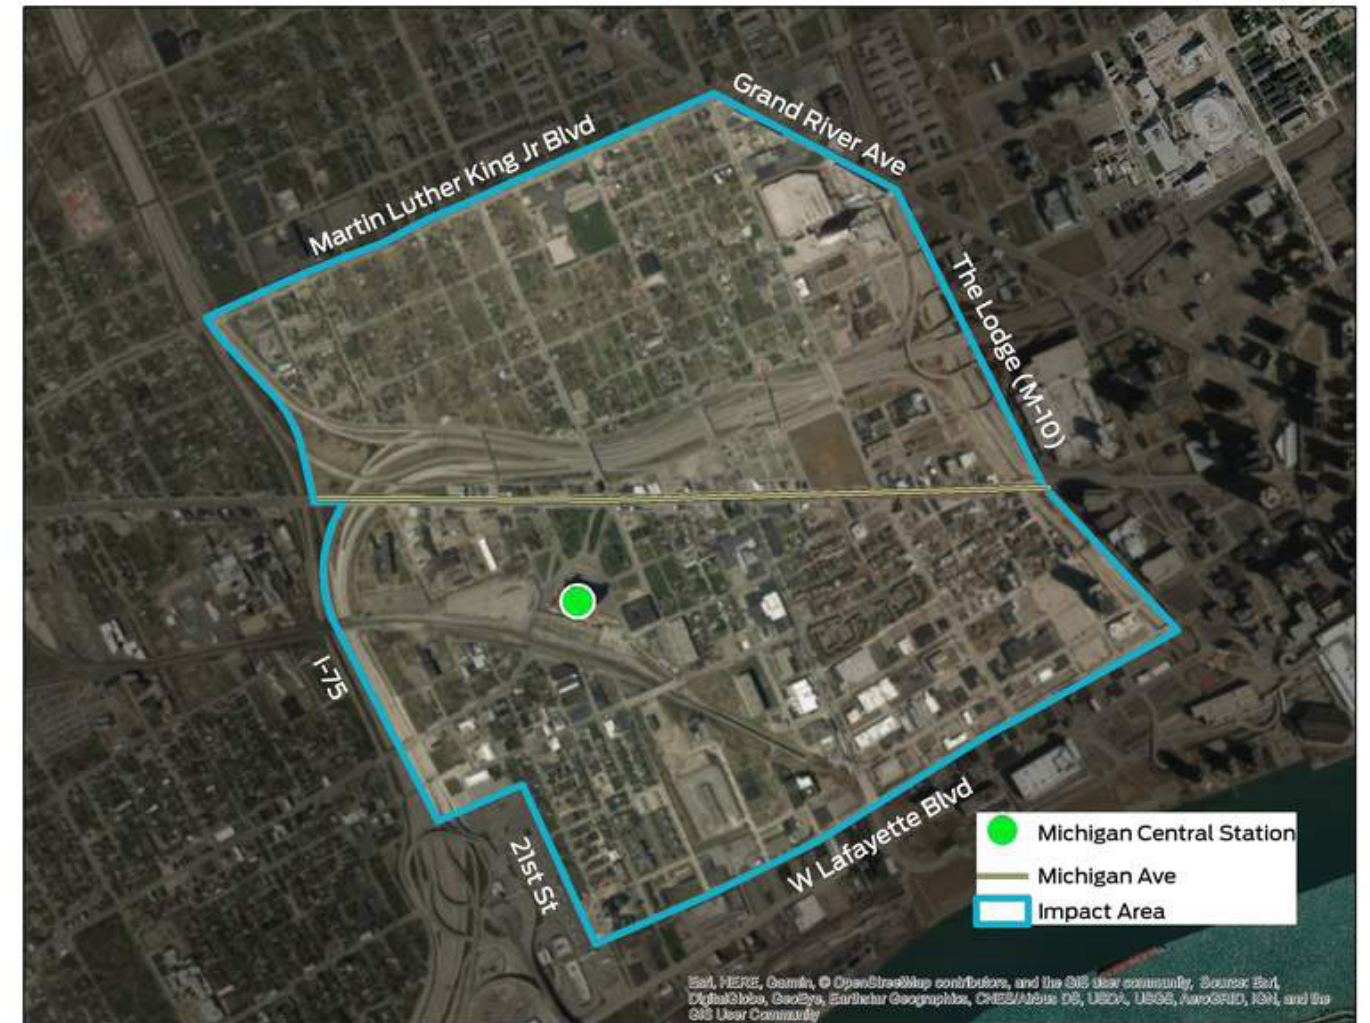 Grand River Ave
Martin Luther King Jr Blvd
The Lodge (M-10)
I-75
21st St
W Lafayette Blvd
Michigan Central Station
Michigan Ave
Impact Area
Esri, HERE, Garmin, © OpenStreetMap contributors, and the GIS user community, Source: Esri,
DigitalGlobe, GeoEye, Earthstar Geographics, CNES/Airbus DS, USDA, USGS, AeroGRID, IGN, and the
GIS User Community